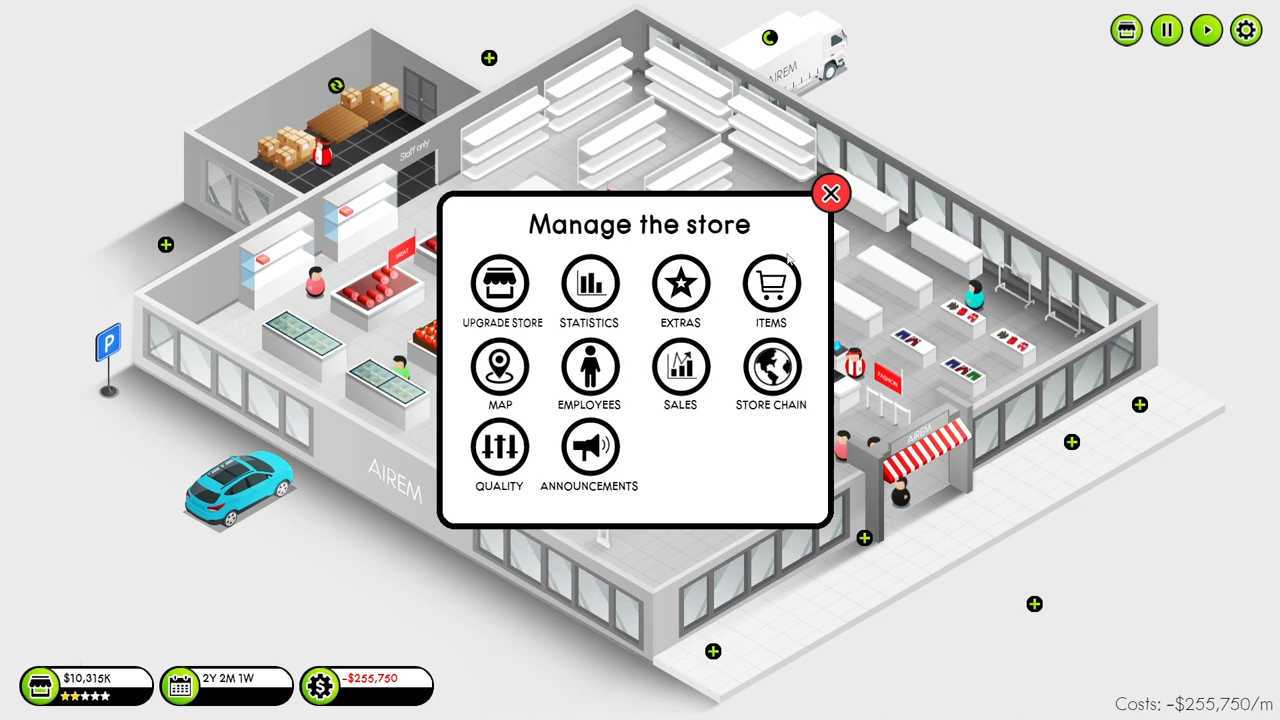 AIREM
Staff only
MEAT
P
Manage the store
UPGRADE STORE
STATISTICS
EXTRAS
ITEMS
MAP
EMPLOYEES
SALES
STORE CHAIN
QUALITY
ANNOUNCEMENTS
FASHION
AIREM
AIREM
$10,315K
2Y 2M 1W
-$255,750
Costs: -$255,750/m